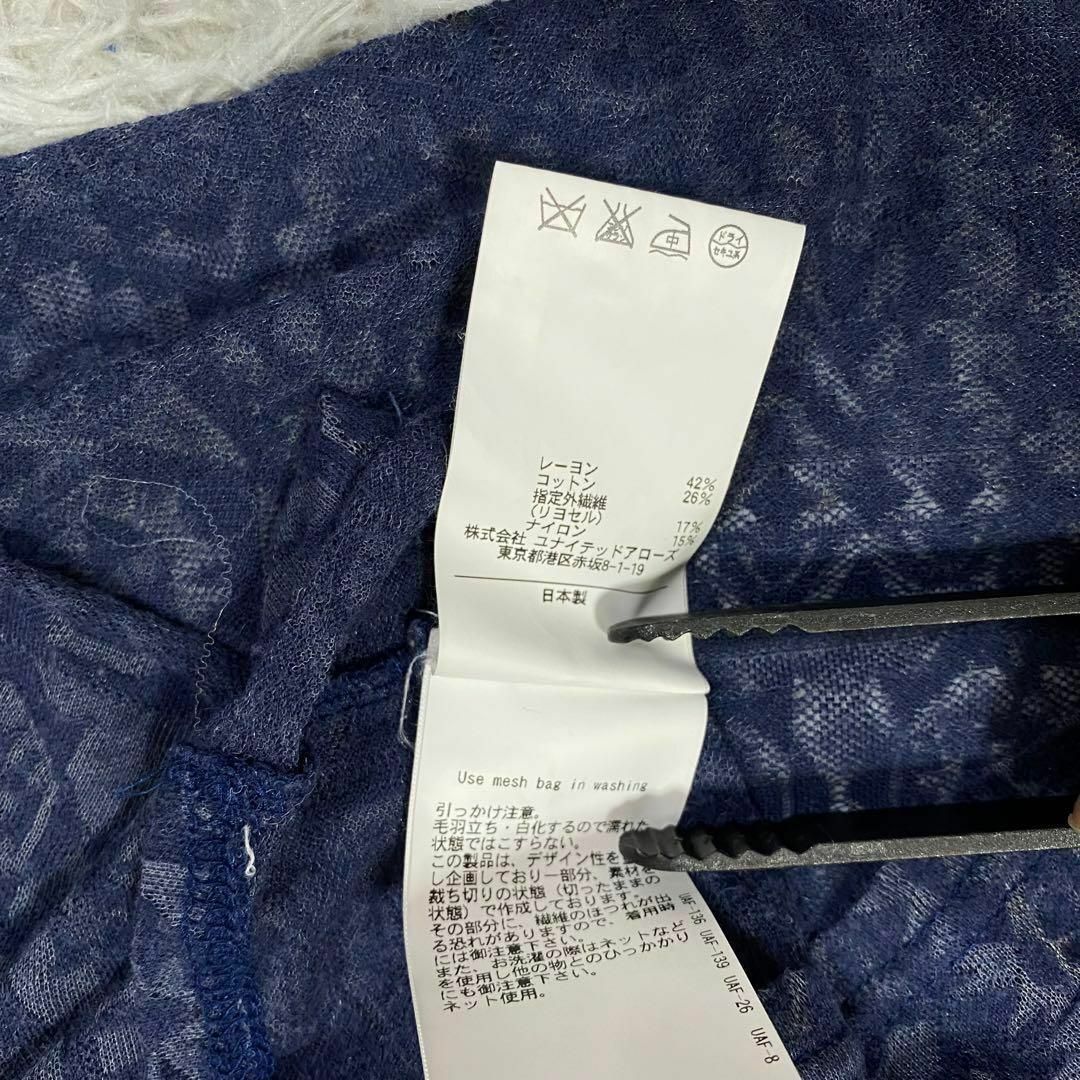 中
ドライ
セキユ系
レーヨン
コットン 42%
指定外繊維 26%
(リヨセル)
ナイロン 17%
株式会社 ユナイテッドアローズ 15%
東京都港区赤坂8-1-19
日本製
Use mesh bag in washing
引っかけ注意。
毛羽立ち・白化するので濡れた
状態ではこすらない。
この製品は、デザイン性を
し企画しており一部分、素材を
裁ち切りの状態(切ったままの
状態)で作成しております。
その部分に、繊維のほつれが出
る恐れがありますので、着用時
には御注意下さい。
また、お洗濯の際はネットなど
を使用し他の物とのひっかかり
にも御注意下さい。
ネット使用。
UAF-136 UAF-139 UAF-26 UAF-8